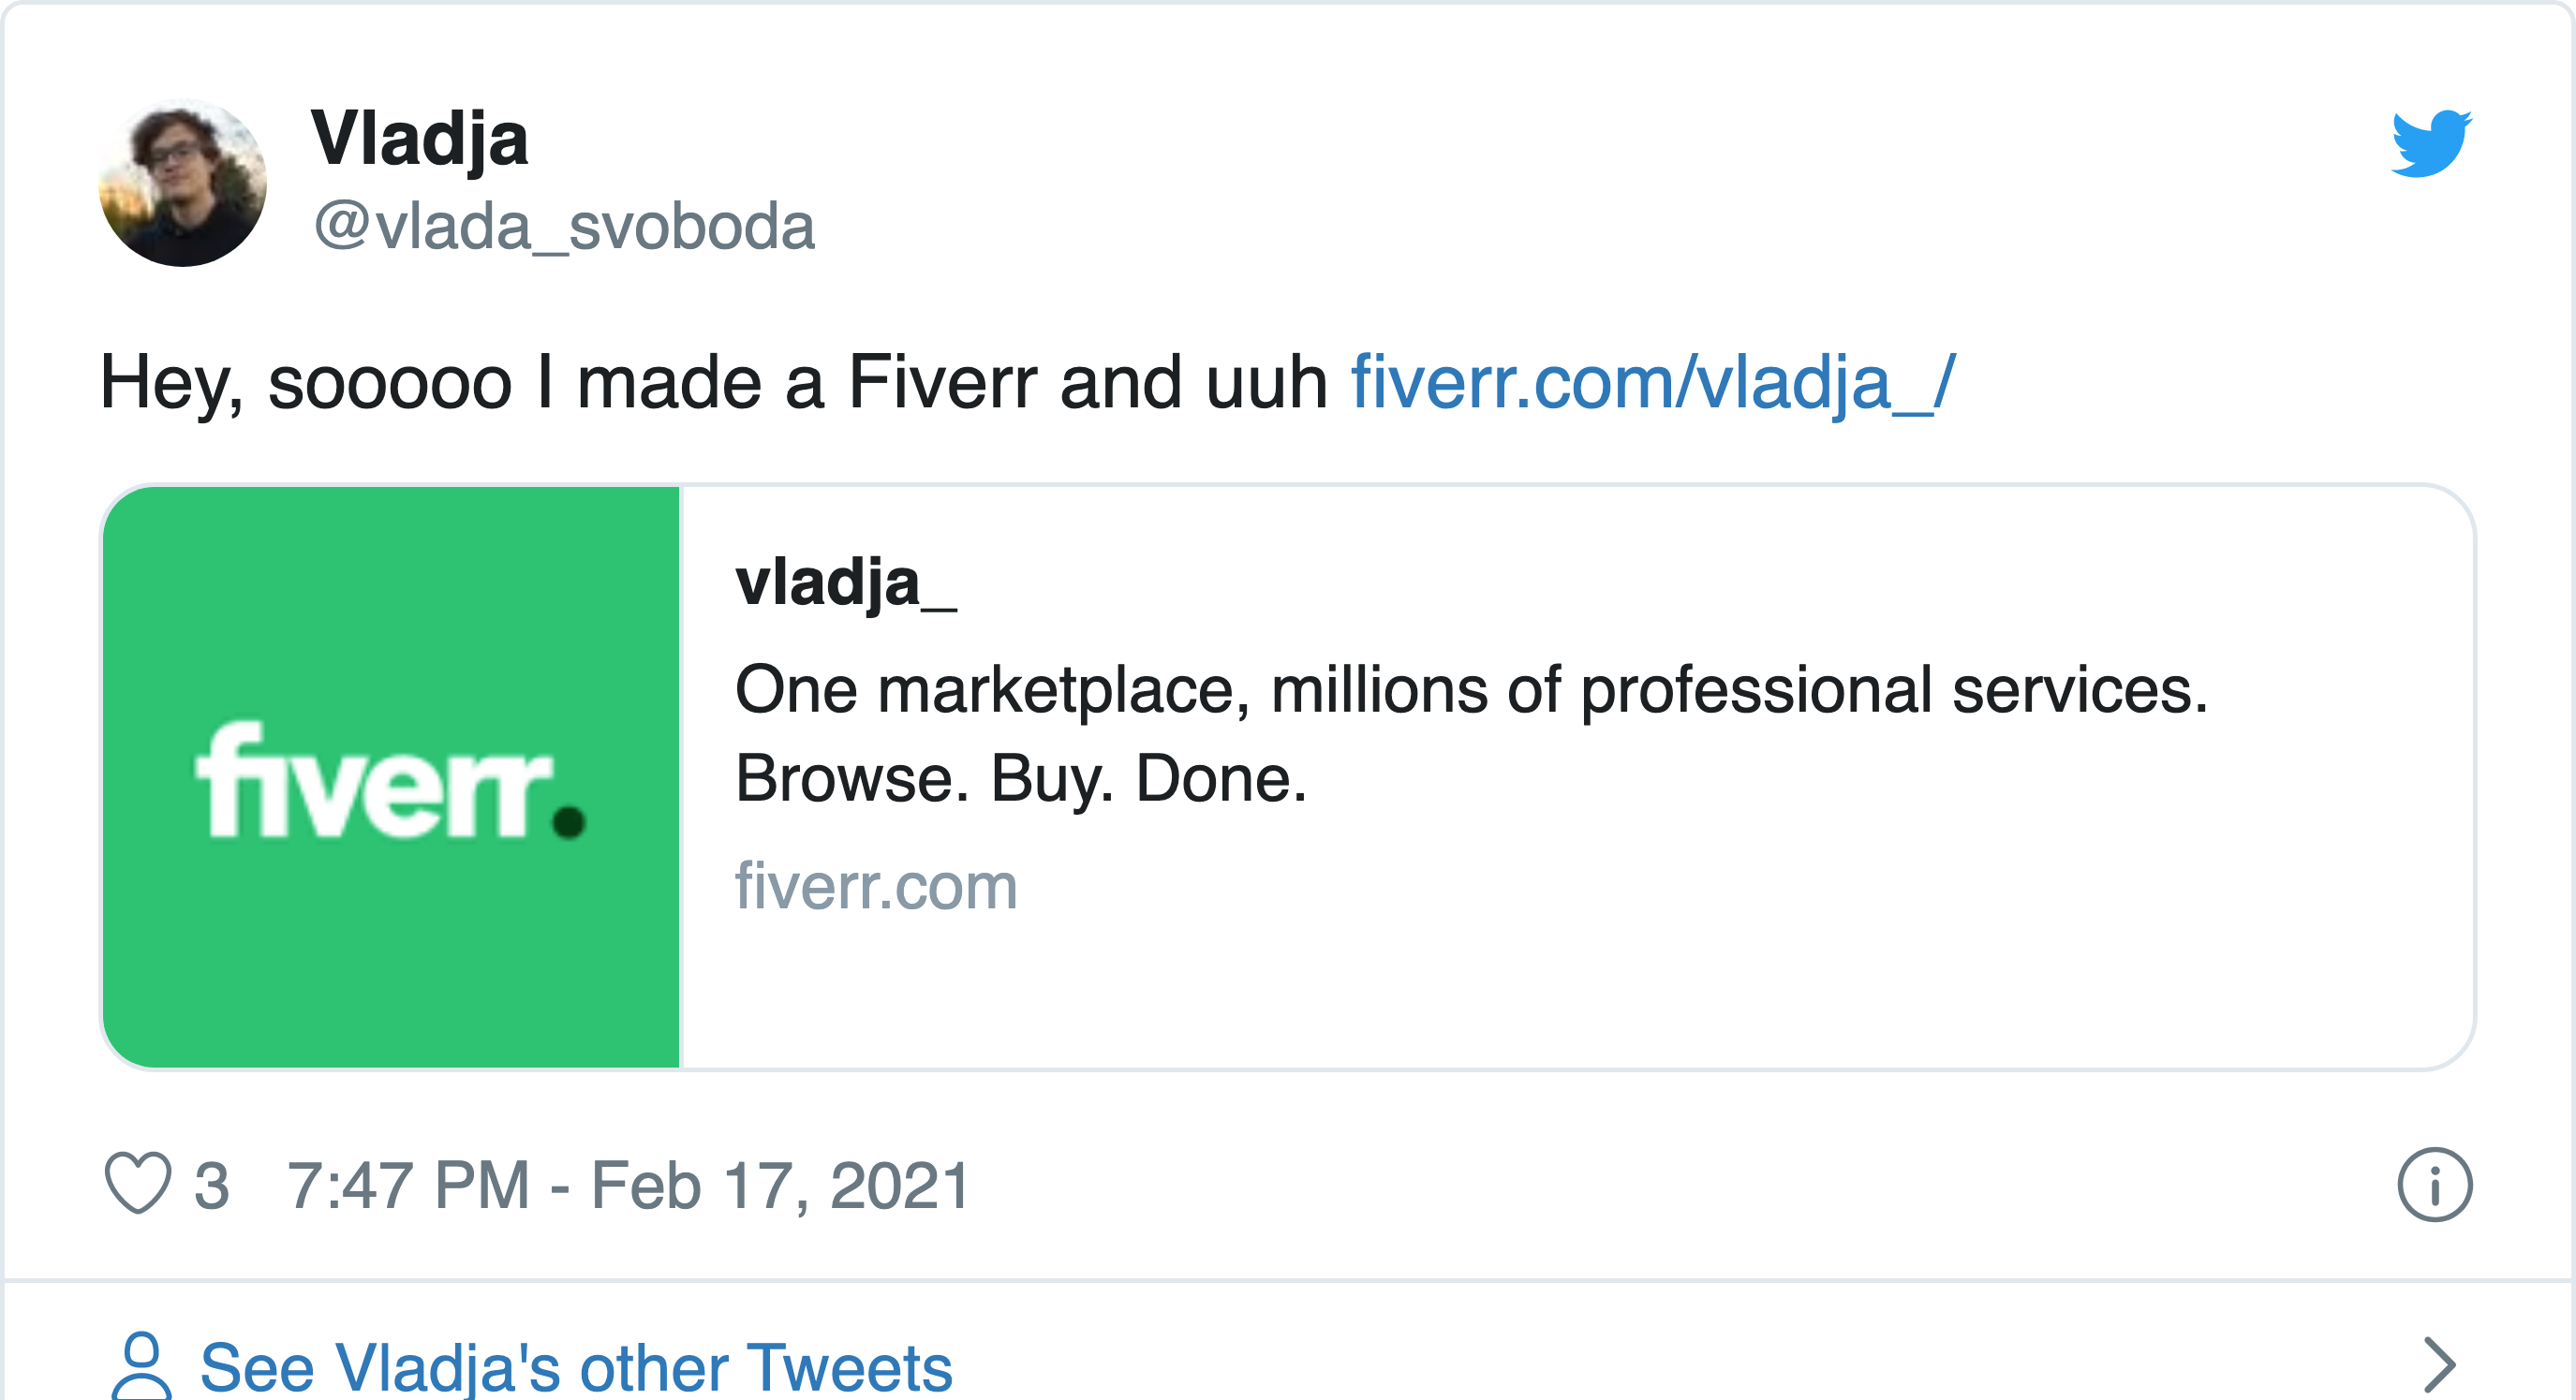 Vladja
@vlada_svoboda
Hey, sooooo I made a Fiverr and uuh fiverr.com/vladja_/
fiverr.
vladja_
One marketplace, millions of professional services.
Browse. Buy. Done.
fiverr.com
3 7:47 PM - Feb 17, 2021
See Vladja's other Tweets